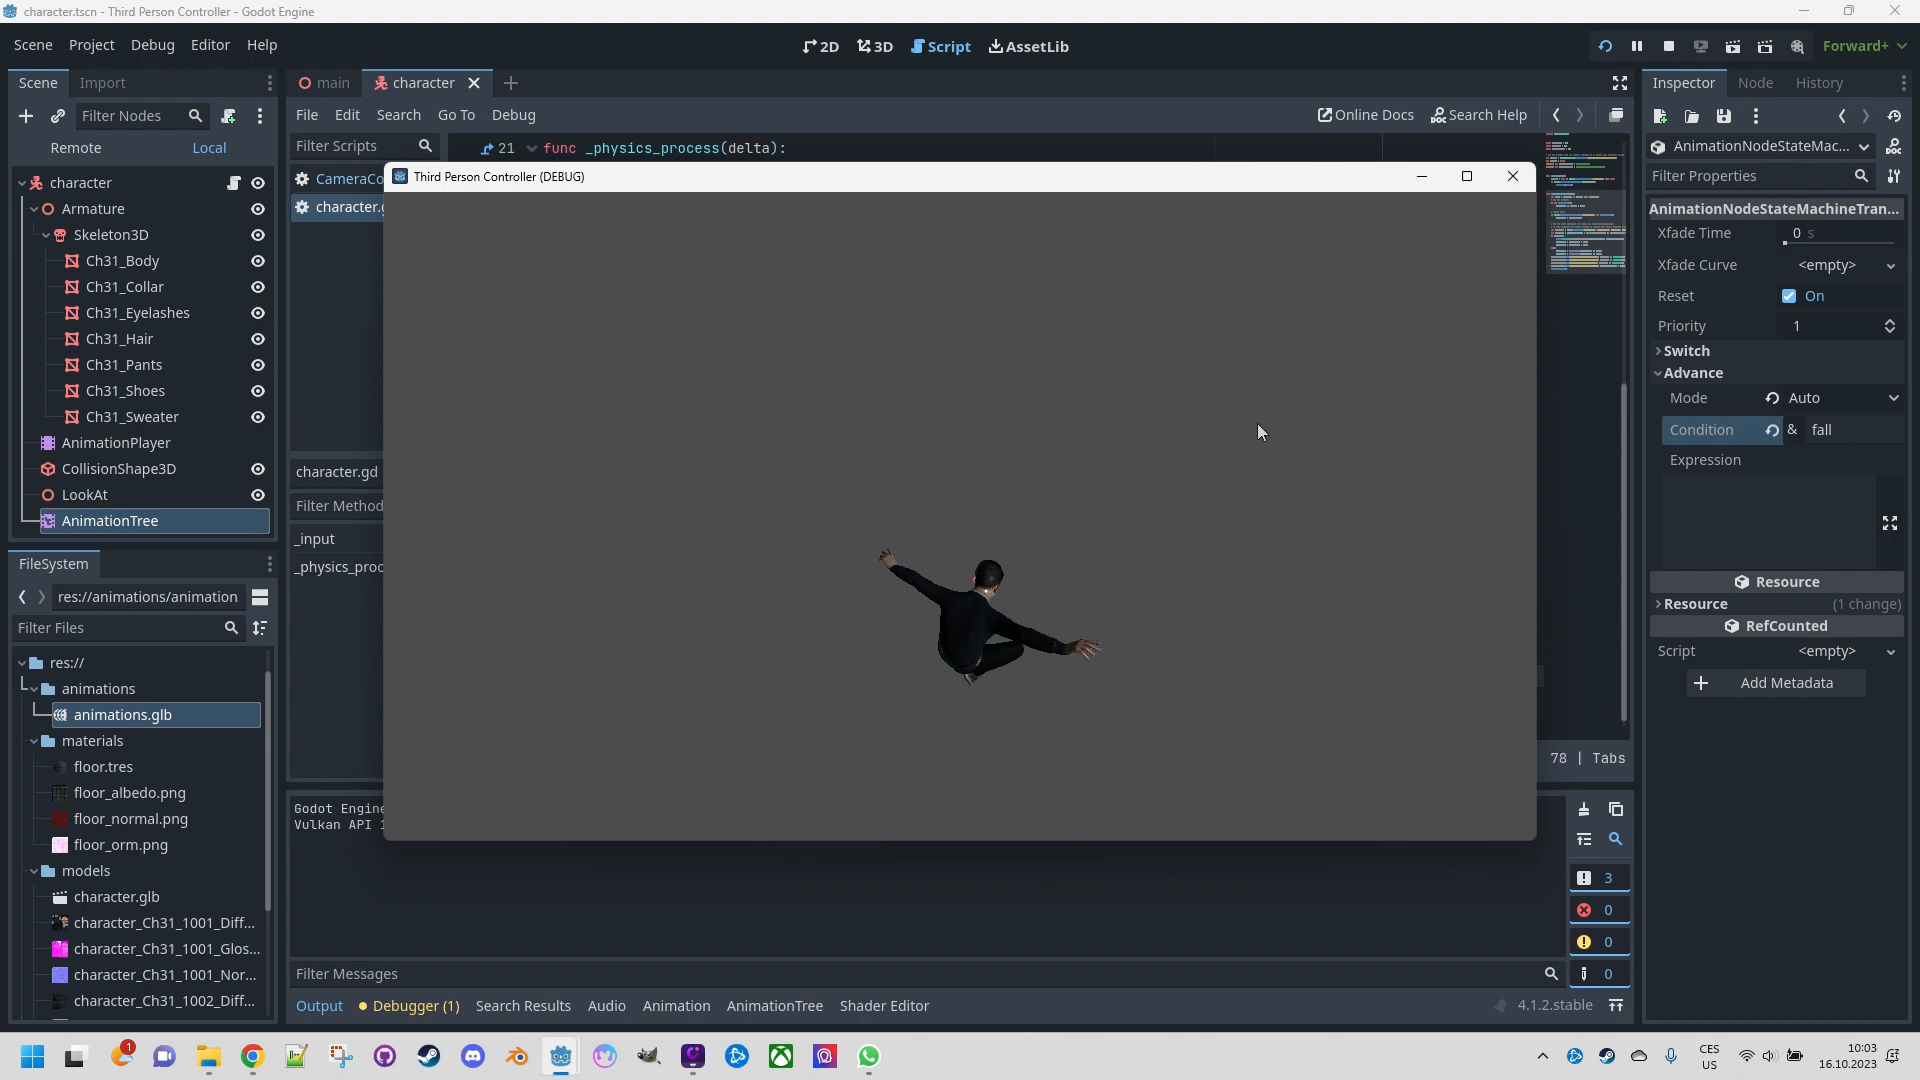 character.tscn - Third Person Controller - Godot Engine
Scene Project Debug Editor Help
2D 3D Script AssetLib
Forward+
Scene Import
main character
Inspector Node History
Filter Nodes
File Edit Search Go To Debug
Online Docs Search Help
Remote Local
Filter Scripts
21 func _physics_process(delta):
AnimationNodeStateMac...
Filter Properties
character
Armature
Skeleton3D
Ch31_Body
Ch31_Collar
Ch31_Eyelashes
Ch31_Hair
Ch31_Pants
Ch31_Shoes
Ch31_Sweater
AnimationPlayer
CollisionShape3D
LookAt
AnimationTree
CameraCo
character.g
character.gd
Filter Method
_input
_physics_proc
Third Person Controller (DEBUG)
78 | Tabs
AnimationNodeStateMachineTran...
Xfade Time 0 s
Xfade Curve <empty>
Reset On
Priority 1
Switch
Advance
Mode Auto
Condition & fall
Expression
Resource
Resource (1 change)
RefCounted
Script <empty>
Add Metadata
FileSystem
res://animations/animation
Filter Files
res://
animations
animations.glb
materials
floor.tres
floor_albedo.png
floor_normal.png
floor_orm.png
models
character.glb
character_Ch31_1001_Diff...
character_Ch31_1001_Glos...
character_Ch31_1001_Nor...
character_Ch31_1002_Diff...
Godot Engine
Vulkan API 1
3
0
0
0
Filter Messages
Output Debugger (1) Search Results Audio Animation AnimationTree Shader Editor
4.1.2.stable
1
CES
US
10:03
16.10.2023